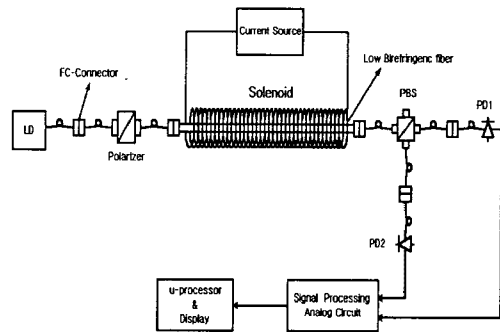 Current Source
FC-Connector
Solenoid
Low Birefringenc fiber
PBS
PD1
LD
Polarizer
PD2
u-processor
&
Display
Signal Processing
Analog Circuit